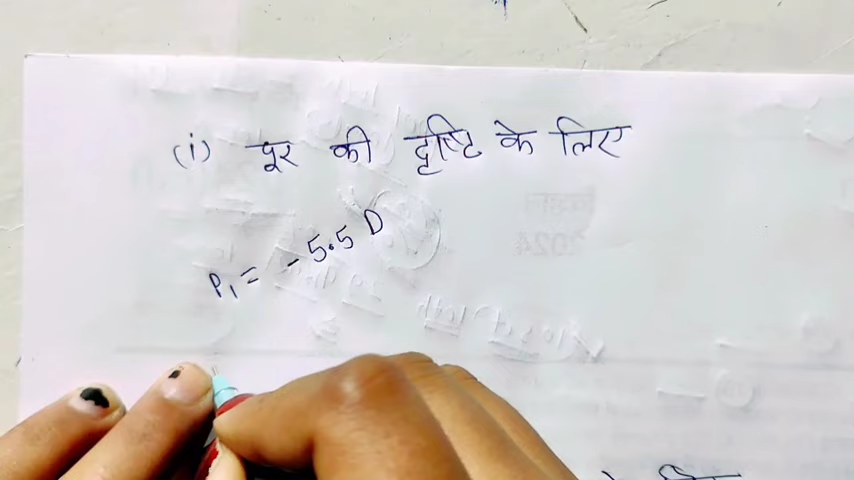 (i) दूर की दृष्टि के लिए
P₁ = - 5.5 D